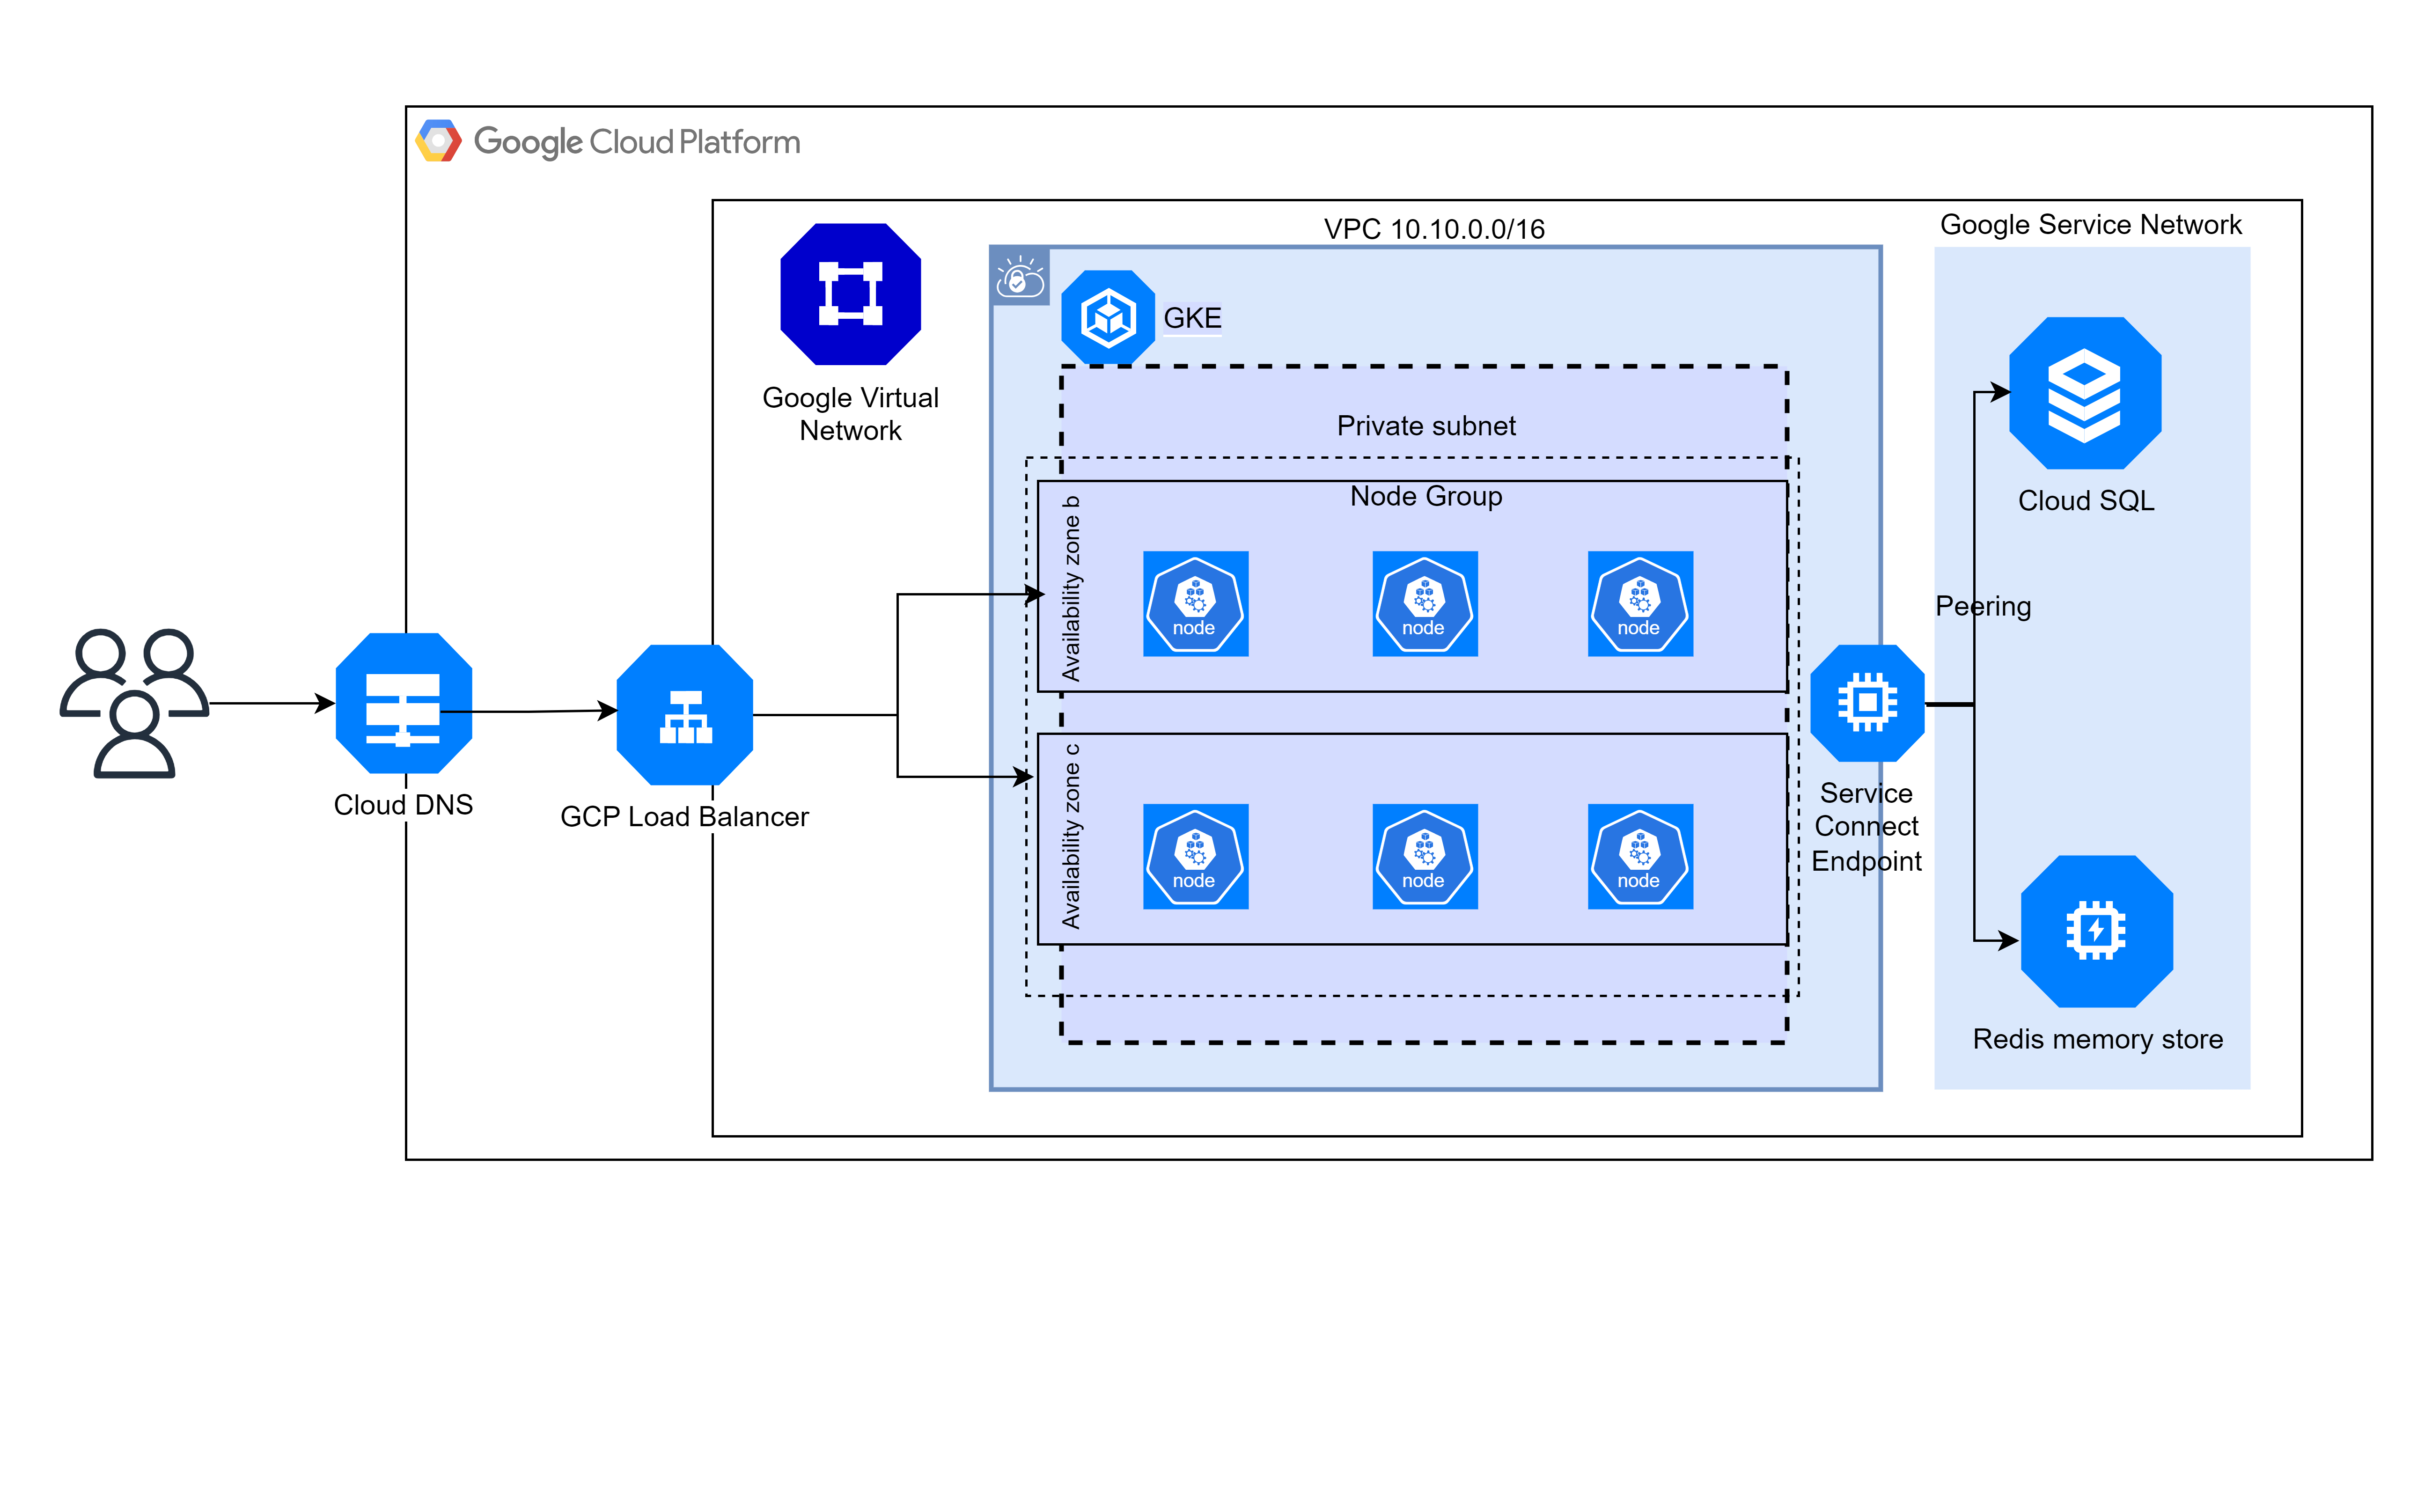 Google Cloud Platform
VPC 10.10.0.0/16
Google Service Network
GKE
Google Virtual
Network
Private subnet
Node Group
Availability zone b
node
node
node
Cloud SQL
Peering
Cloud DNS
GCP Load Balancer
Availability zone c
node
node
node
Service
Connect
Endpoint
Redis memory store